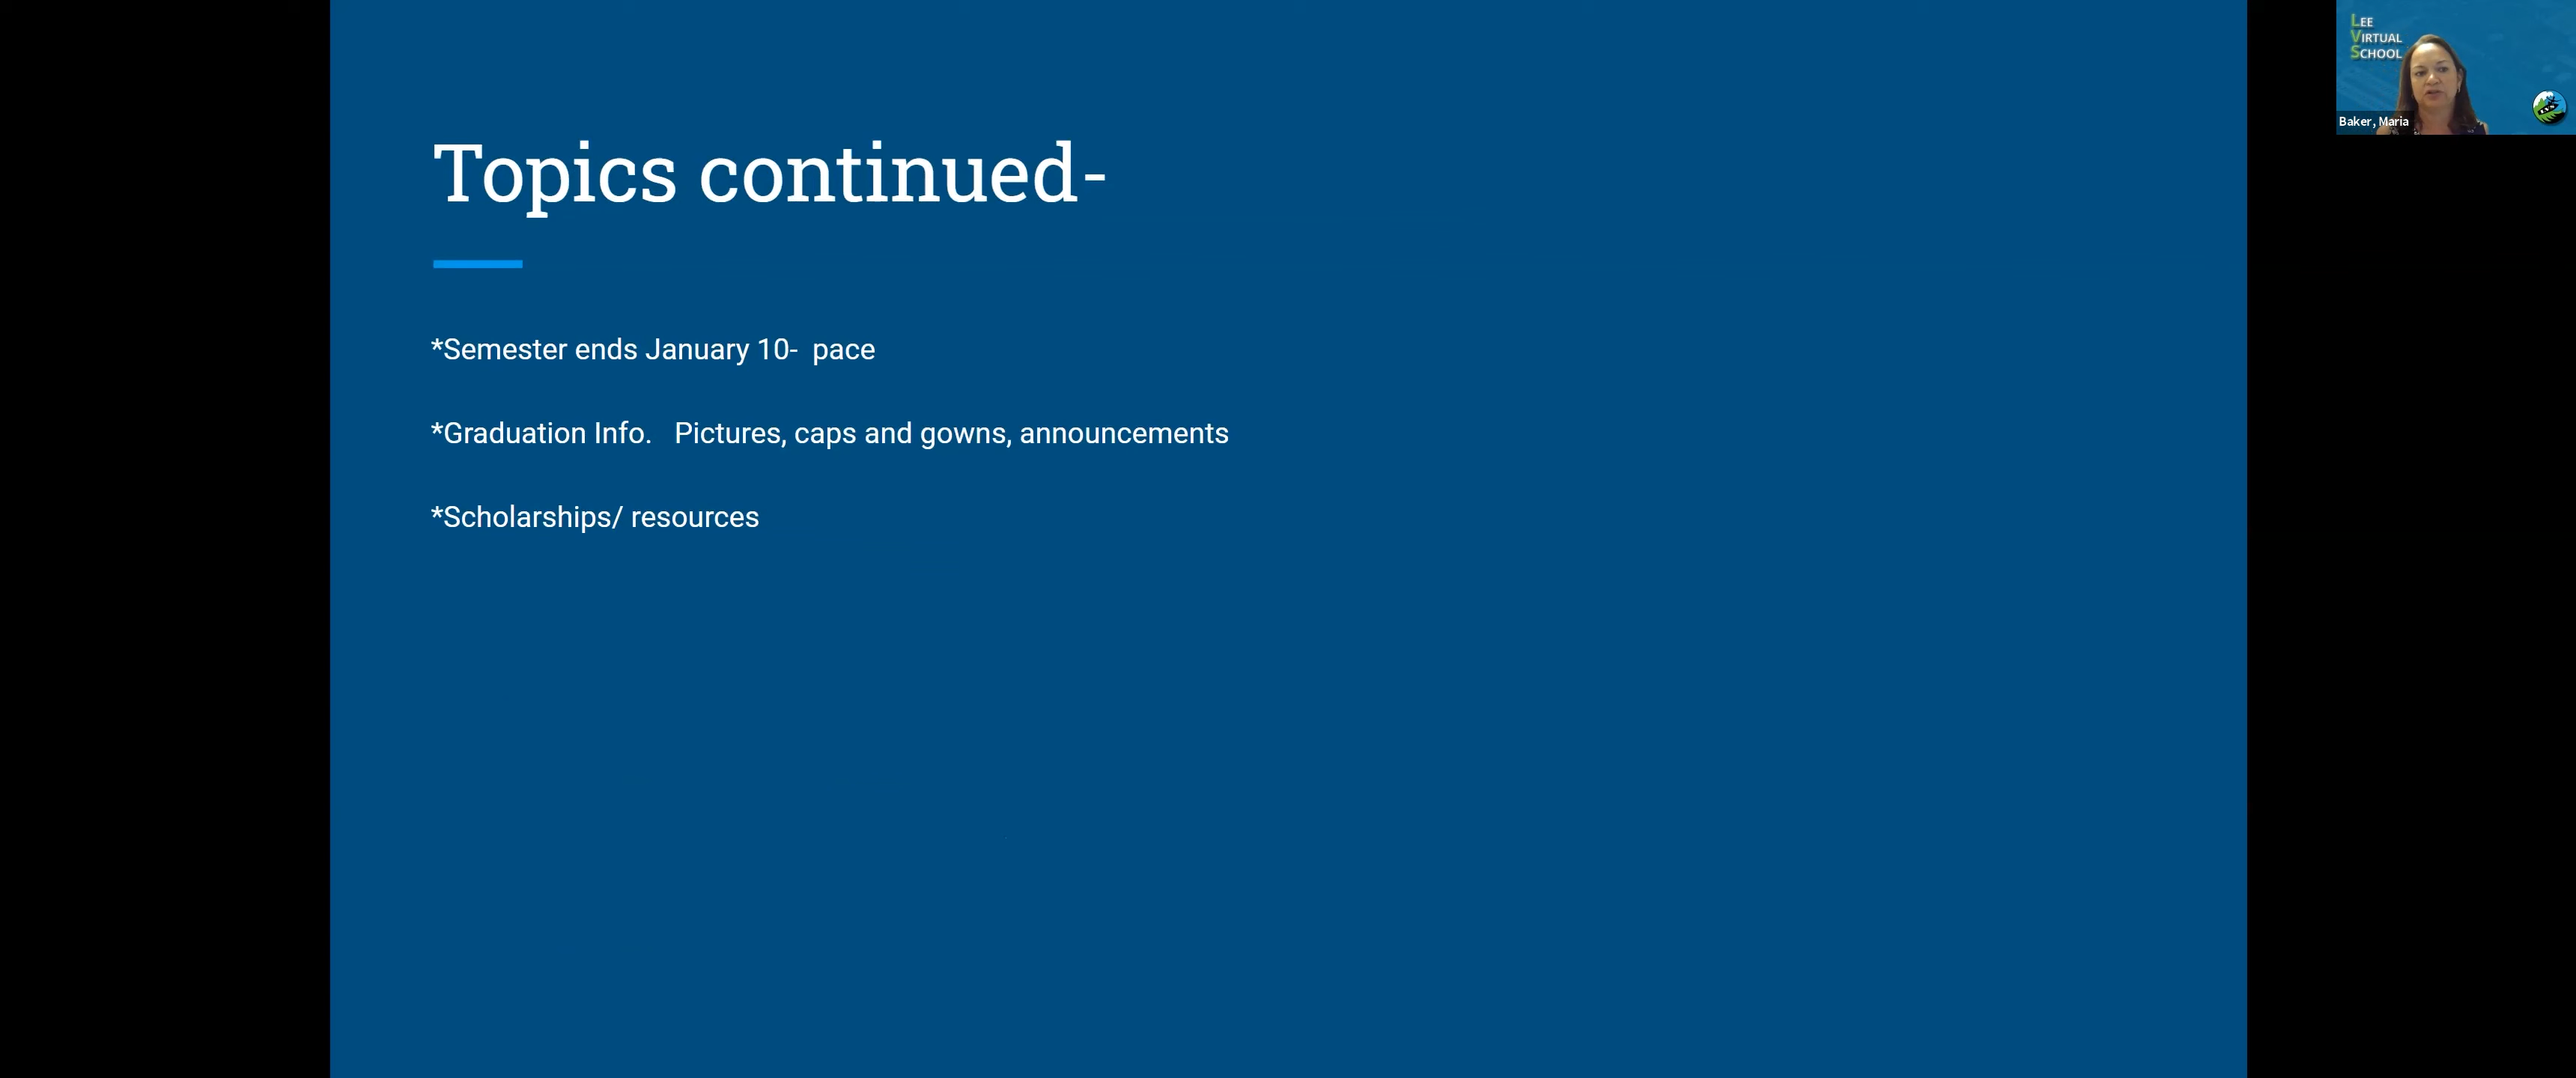 Topics continued-
*Semester ends January 10-  pace
*Graduation Info.   Pictures, caps and gowns, announcements
*Scholarships/ resources
LEE
VIRTUAL
SCHOOL
Baker, Maria